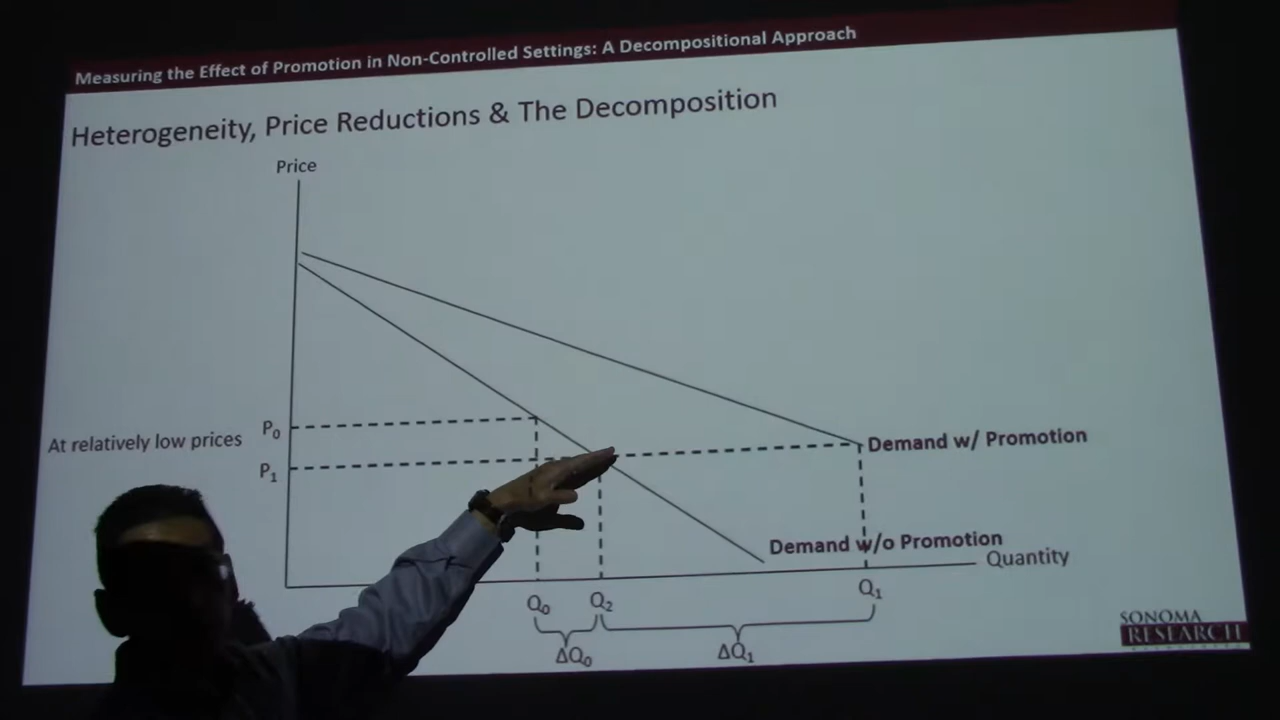 Measuring the Effect of Promotion in Non-Controlled Settings: A Decompositional Approach
Heterogeneity, Price Reductions & The Decomposition
Price
P₀
At relatively low prices
P₁
Demand w/ Promotion
Demand w/o Promotion
Quantity
Q₀
Q₂
Q₁
ΔQ₀
ΔQ₁
SONOMA
RESEARCH